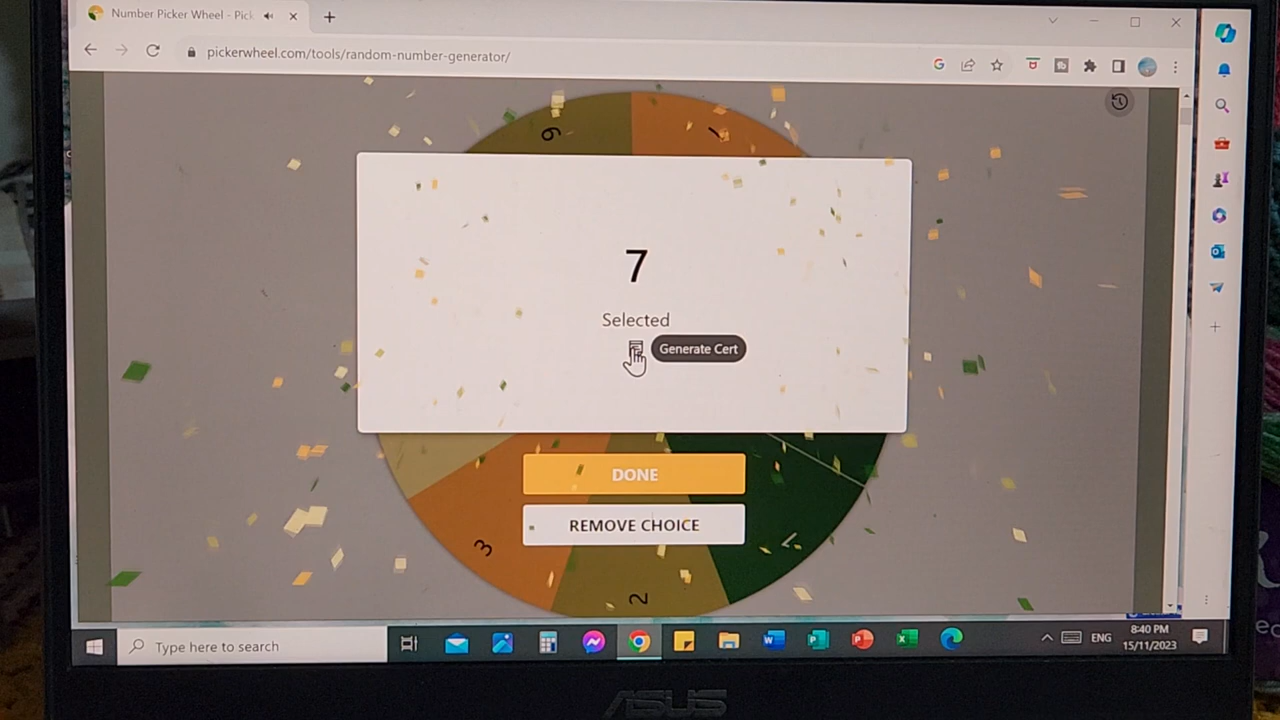 Number Picker Wheel - Pick
pickerwheel.com/tools/random-number-generator/
7
Selected
Generate Cert
DONE
REMOVE CHOICE
3
2
Type here to search
ENG
8:40 PM
15/11/2023
ASUS